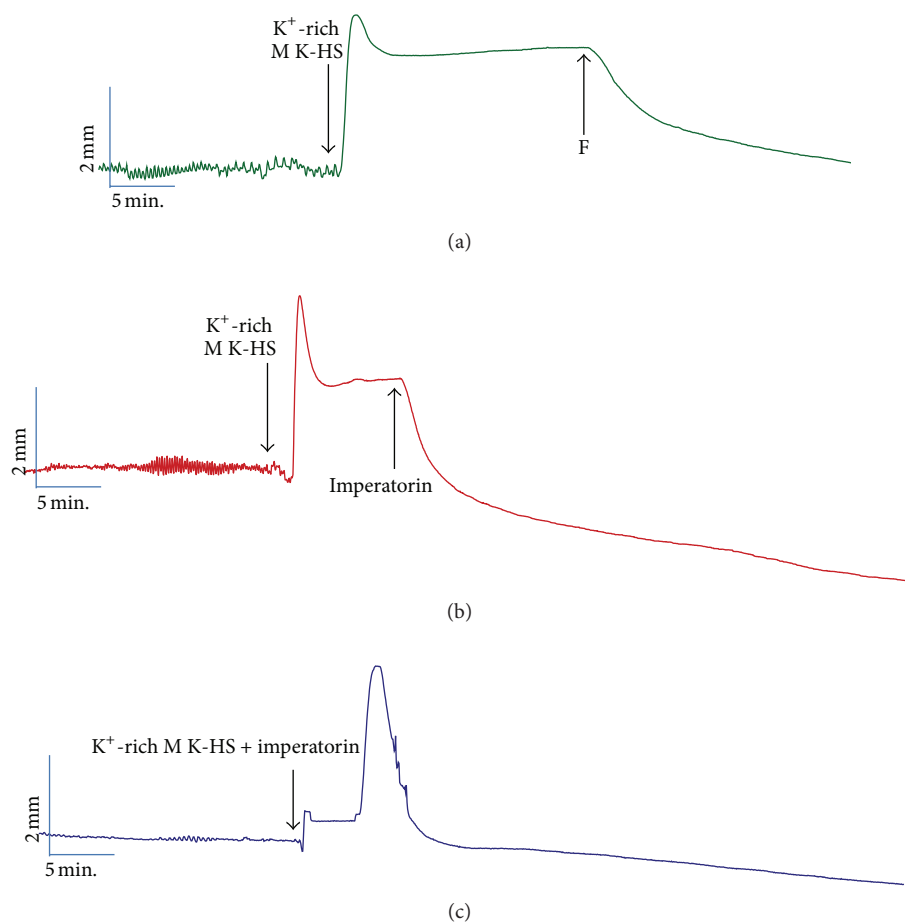 K⁺-rich
M K-HS
2 mm
5 min.
F
(a)
K⁺-rich
M K-HS
2 mm
5 min.
Imperatorin
(b)
K⁺-rich M K-HS + imperatorin
2 mm
5 min.
(c)